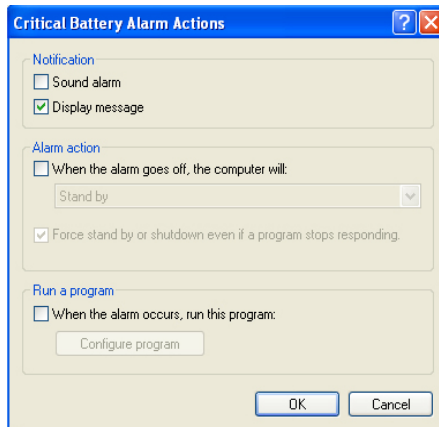 Critical Battery Alarm Actions
Notification
Sound alarm
Display message
Alarm action
When the alarm goes off, the computer will:
Stand by
Force stand by or shutdown even if a program stops responding.
Run a program
When the alarm occurs, run this program:
Configure program
OK Cancel